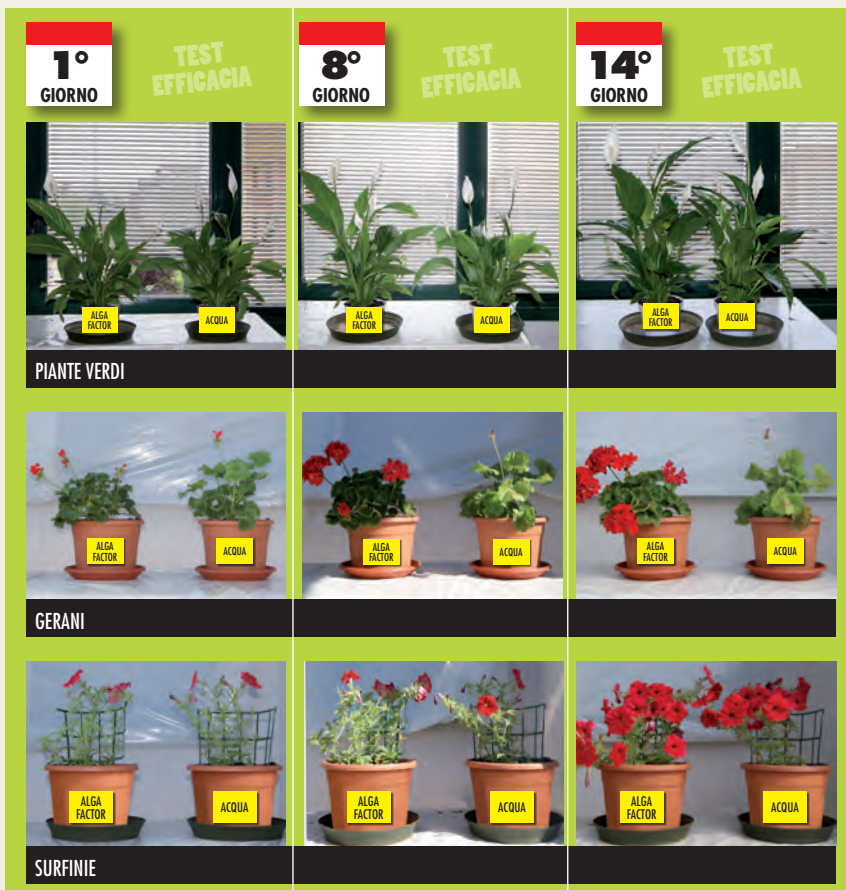 1°
GIORNO
TEST
EFFICACIA
8°
GIORNO
TEST
EFFICACIA
14°
GIORNO
TEST
EFFICACIA
ALGA
FACTOR
ACQUA
ALGA
FACTOR
ACQUA
ALGA
FACTOR
ACQUA
PIANTE VERDI
ALGA
FACTOR
ACQUA
ALGA
FACTOR
ACQUA
ALGA
FACTOR
ACQUA
GERANI
ALGA
FACTOR
ACQUA
ALGA
FACTOR
ACQUA
ALGA
FACTOR
ACQUA
SURFINIE